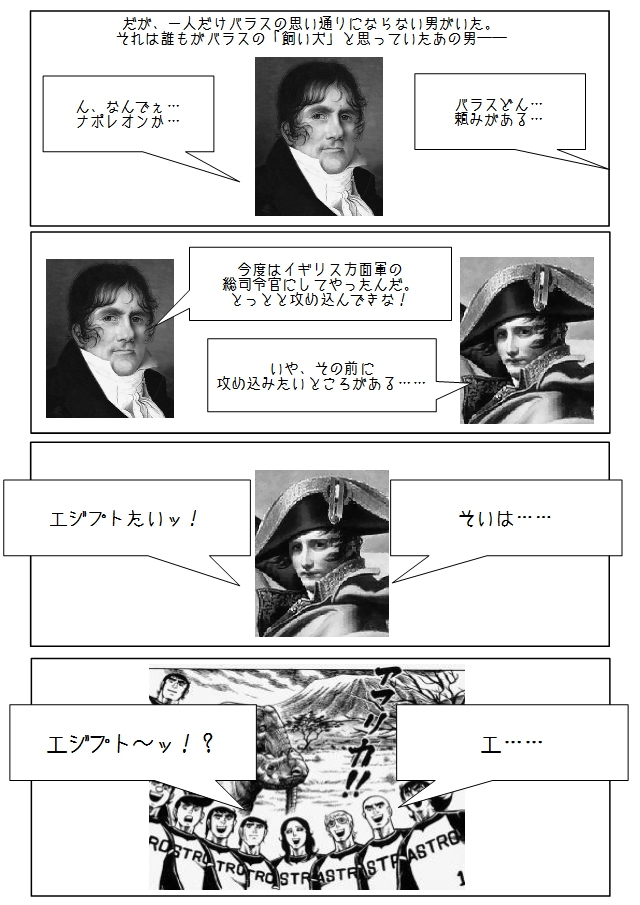 だが、一人だけバラスの思い通りにならない男がいた。
それは誰もがバラスの「飼い犬」と思っていたあの男――
バラスどん…
頼みがある…
ん、なんでぇ…
ナポレオンか…
今度はイギリス方面軍の
総司令官にしてやったんだ。
とっとと攻め込んできな！
いや、その前に
攻め込みたいところがある……
そいは……
エジプトたいッ！
エ……
エジプト～ッ！？
アマリカ!!
ASTRO
ASTRO
ASTRO
ASTRO
ASTRO
ASTRO
ASTRO
1